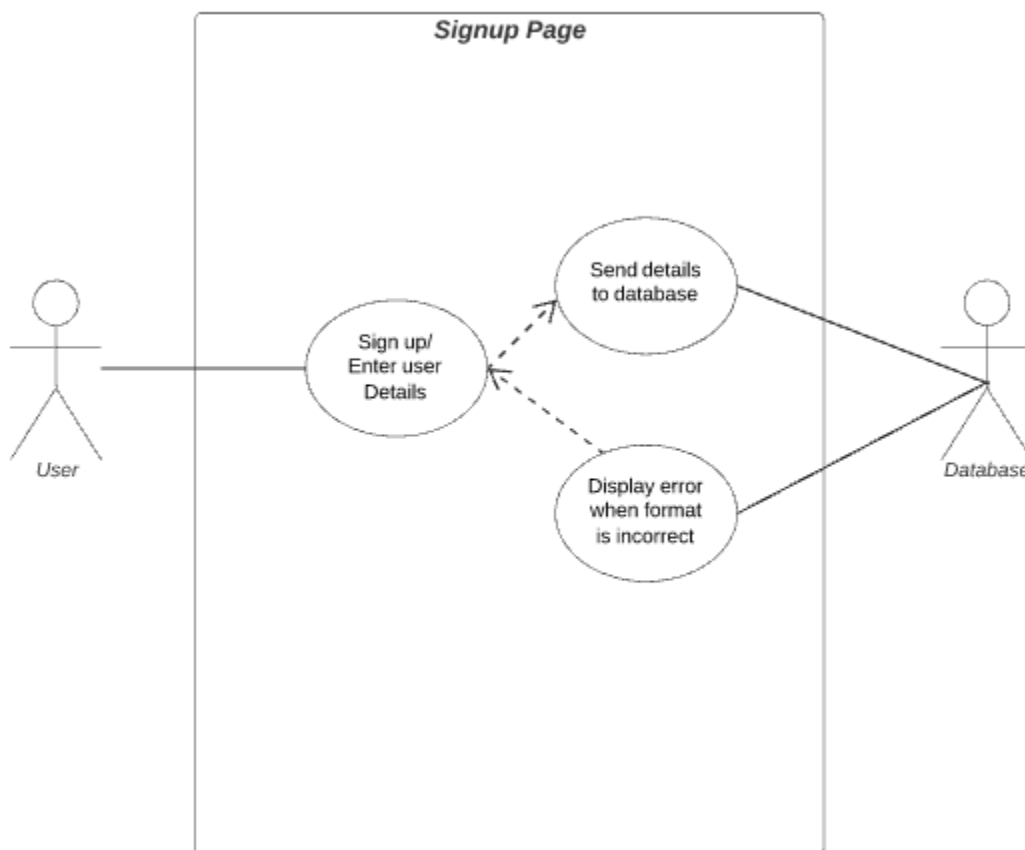 Signup Page
Send details
to database
Sign up/
Enter user
Details
User
Database
Display error
when format
is incorrect